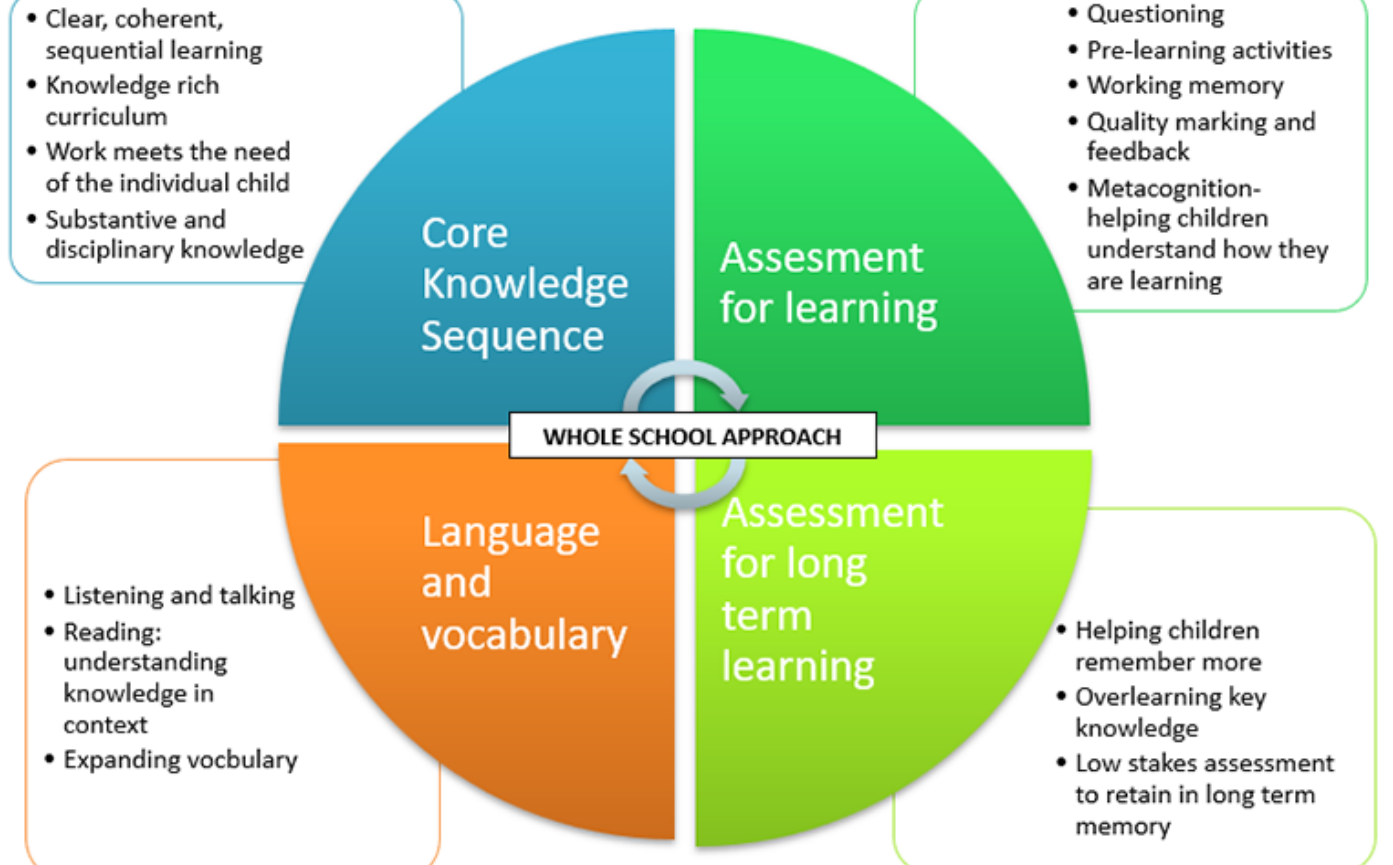 • Clear, coherent,
sequential learning
• Knowledge rich
curriculum
• Work meets the need
of the individual child
• Substantive and
disciplinary knowledge
Core
Knowledge
Sequence
Assesment
for learning
• Questioning
• Pre-learning activities
• Working memory
• Quality marking and
feedback
• Metacognition-
helping children
understand how they
are learning
WHOLE SCHOOL APPROACH
• Listening and talking
• Reading:
understanding
knowledge in
context
• Expanding vocbulary
Language
and
vocabulary
Assessment
for long
term
learning
• Helping children
remember more
• Overlearning key
knowledge
• Low stakes assessment
to retain in long term
memory